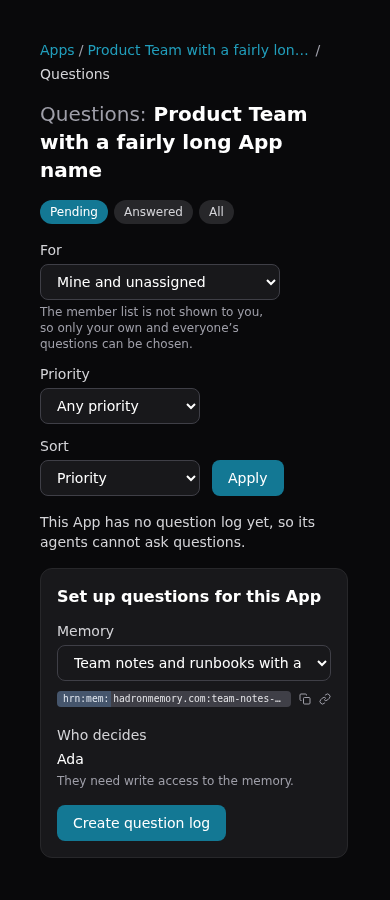 Apps / Product Team with a fairly lon… /
Questions
Questions: Product Team
with a fairly long App
name
Pending Answered All
For
Mine and unassigned
The member list is not shown to you,
so only your own and everyone’s
questions can be chosen.
Priority
Any priority
Sort
Priority Apply
This App has no question log yet, so its
agents cannot ask questions.
Set up questions for this App
Memory
Team notes and runbooks with a
hrn:mem: hadronmemory.com:team-notes-…
Who decides
Ada
They need write access to the memory.
Create question log